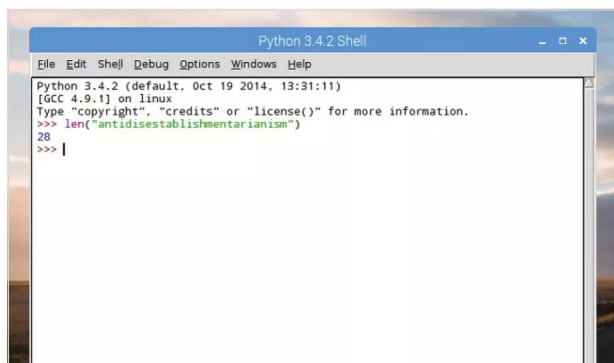 Python 3.4.2 Shell
File Edit Shell Debug Options Windows Help
Python 3.4.2 (default, Oct 19 2014, 13:31:11)
[GCC 4.9.1] on linux
Type "copyright", "credits" or "license()" for more information.
>>> len("antidisestablishmentarianism")
28
>>>